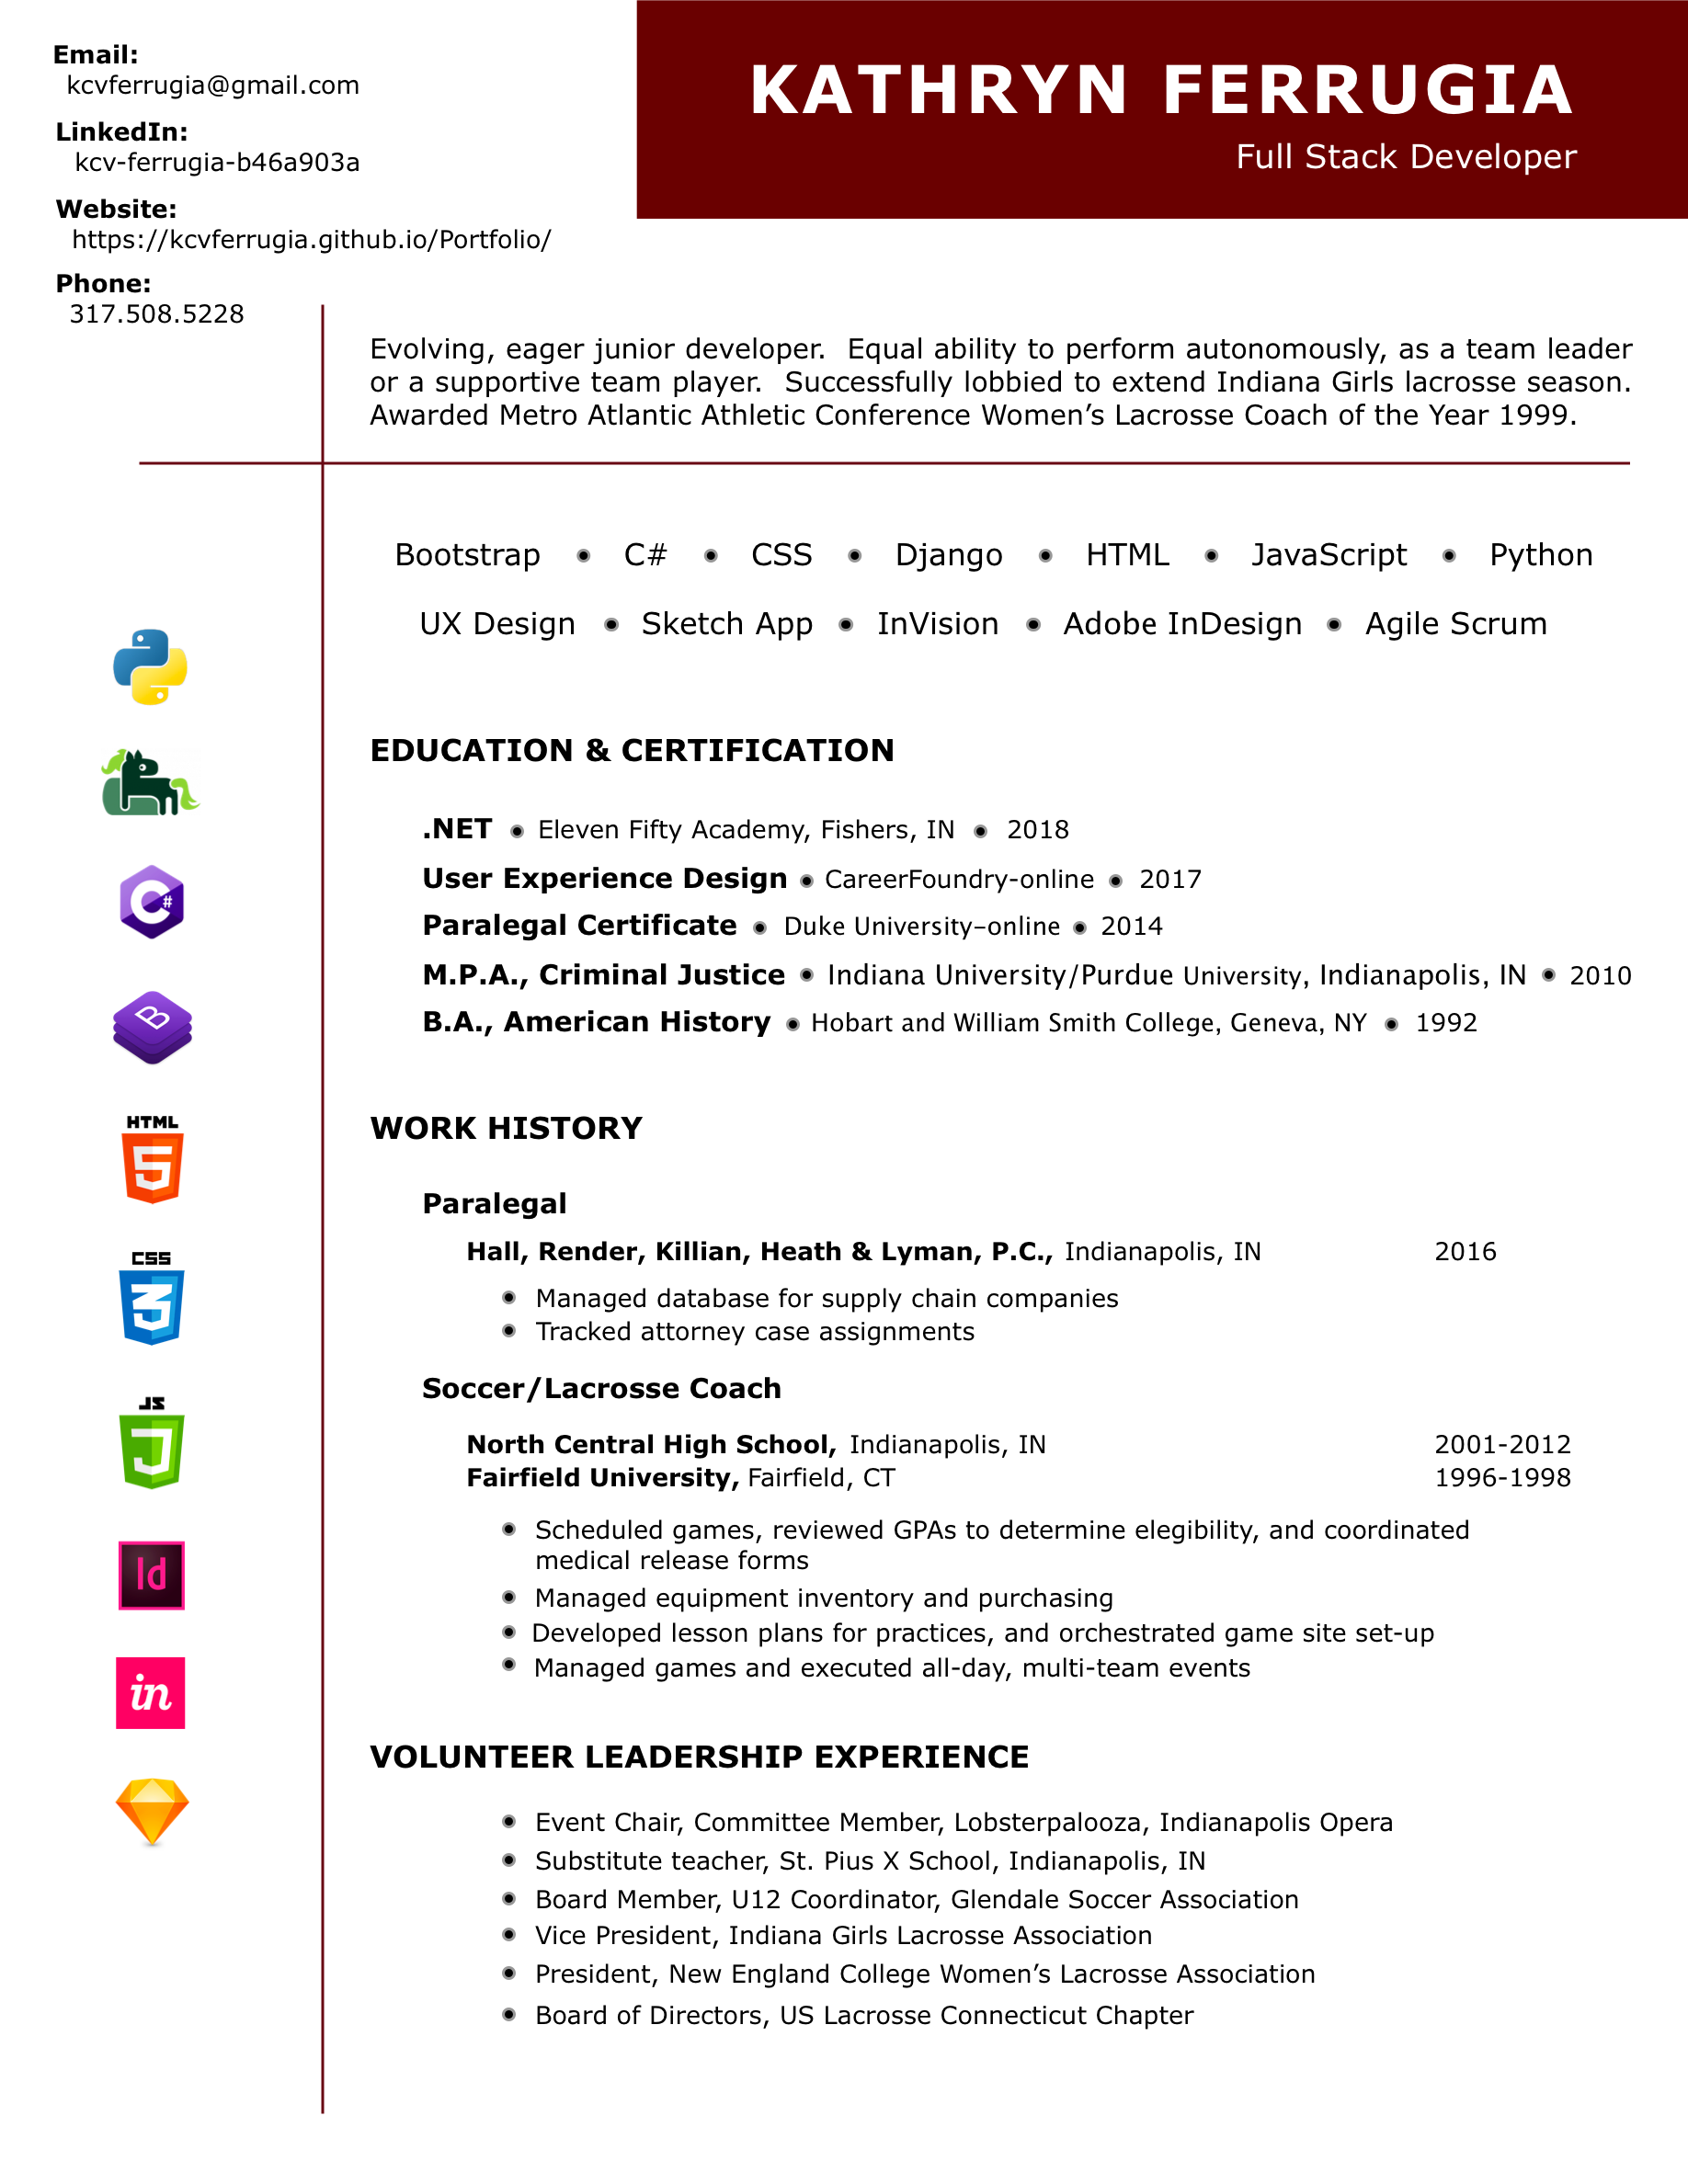 Email:
kcvferrugia@gmail.com
LinkedIn:
kcv-ferrugia-b46a903a
Website:
https://kcvferrugia.github.io/Portfolio/
Phone:
317.508.5228
KATHRYN FERRUGIA
Full Stack Developer
Evolving, eager junior developer.  Equal ability to perform autonomously, as a team leader
or a supportive team player.  Successfully lobbied to extend Indiana Girls lacrosse season.
Awarded Metro Atlantic Athletic Conference Women’s Lacrosse Coach of the Year 1999.
Bootstrap • C# • CSS • Django • HTML • JavaScript • Python
UX Design • Sketch App • InVision • Adobe InDesign • Agile Scrum
C#
B
HTML
5
CSS
3
JS
J
Id
in
EDUCATION & CERTIFICATION
.NET • Eleven Fifty Academy, Fishers, IN • 2018
User Experience Design • CareerFoundry-online • 2017
Paralegal Certificate • Duke University–online • 2014
M.P.A., Criminal Justice • Indiana University/Purdue University, Indianapolis, IN • 2010
B.A., American History • Hobart and William Smith College, Geneva, NY • 1992
WORK HISTORY
Paralegal
Hall, Render, Killian, Heath & Lyman, P.C., Indianapolis, IN 2016
• Managed database for supply chain companies
• Tracked attorney case assignments
Soccer/Lacrosse Coach
North Central High School, Indianapolis, IN 2001-2012
Fairfield University, Fairfield, CT 1996-1998
• Scheduled games, reviewed GPAs to determine elegibility, and coordinated
medical release forms
• Managed equipment inventory and purchasing
• Developed lesson plans for practices, and orchestrated game site set-up
• Managed games and executed all-day, multi-team events
VOLUNTEER LEADERSHIP EXPERIENCE
• Event Chair, Committee Member, Lobsterpalooza, Indianapolis Opera
• Substitute teacher, St. Pius X School, Indianapolis, IN
• Board Member, U12 Coordinator, Glendale Soccer Association
• Vice President, Indiana Girls Lacrosse Association
• President, New England College Women’s Lacrosse Association
• Board of Directors, US Lacrosse Connecticut Chapter